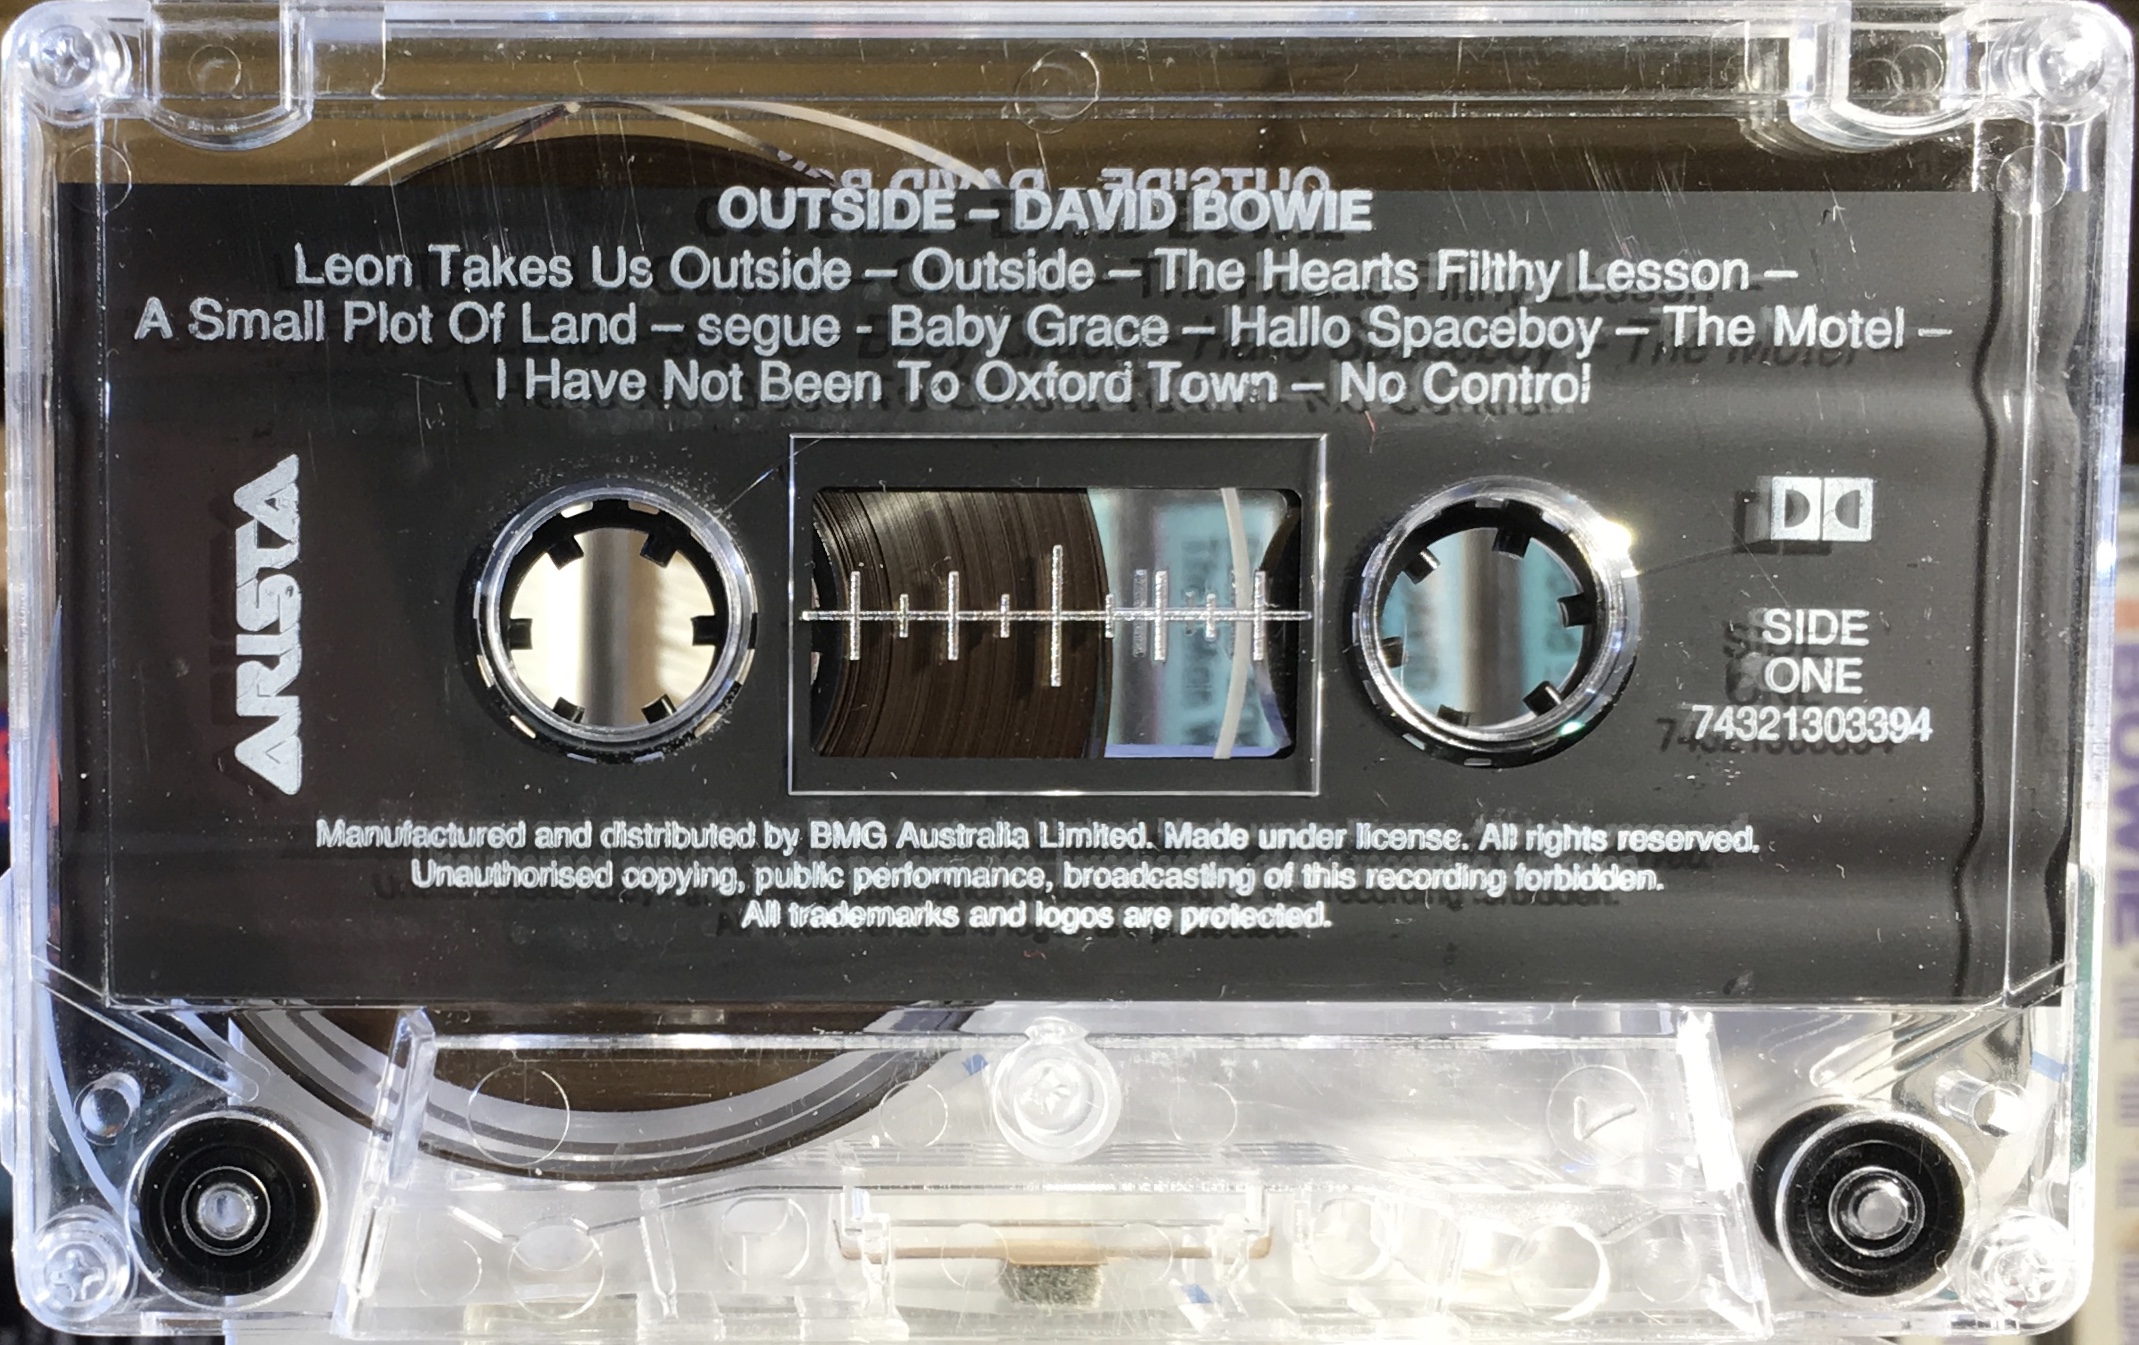 OUTSIDE – DAVID BOWIE
Leon Takes Us Outside – Outside – The Hearts Filthy Lesson –
A Small Plot Of Land – segue - Baby Grace – Hallo Spaceboy – The Motel –
I Have Not Been To Oxford Town – No Control
ARISTA
SIDE
ONE
74321303394
Manufactured and distributed by BMG Australia Limited. Made under license. All rights reserved.
Unauthorised copying, public performance, broadcasting of this recording forbidden.
All trademarks and logos are protected.
BOWIE